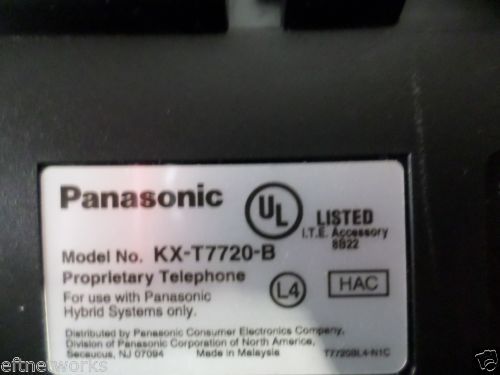 Panasonic
UL LISTED
I.T.E. Accessory
8B22
Model No. KX-T7720-B
Proprietary Telephone
For use with Panasonic
Hybrid Systems only.
L4 HAC
Distributed by Panasonic Consumer Electronics Company,
Division of Panasonic Corporation of North America,
Secaucus, NJ 07094 Made in Malaysia T7720BL4-N1C
eftnetworks